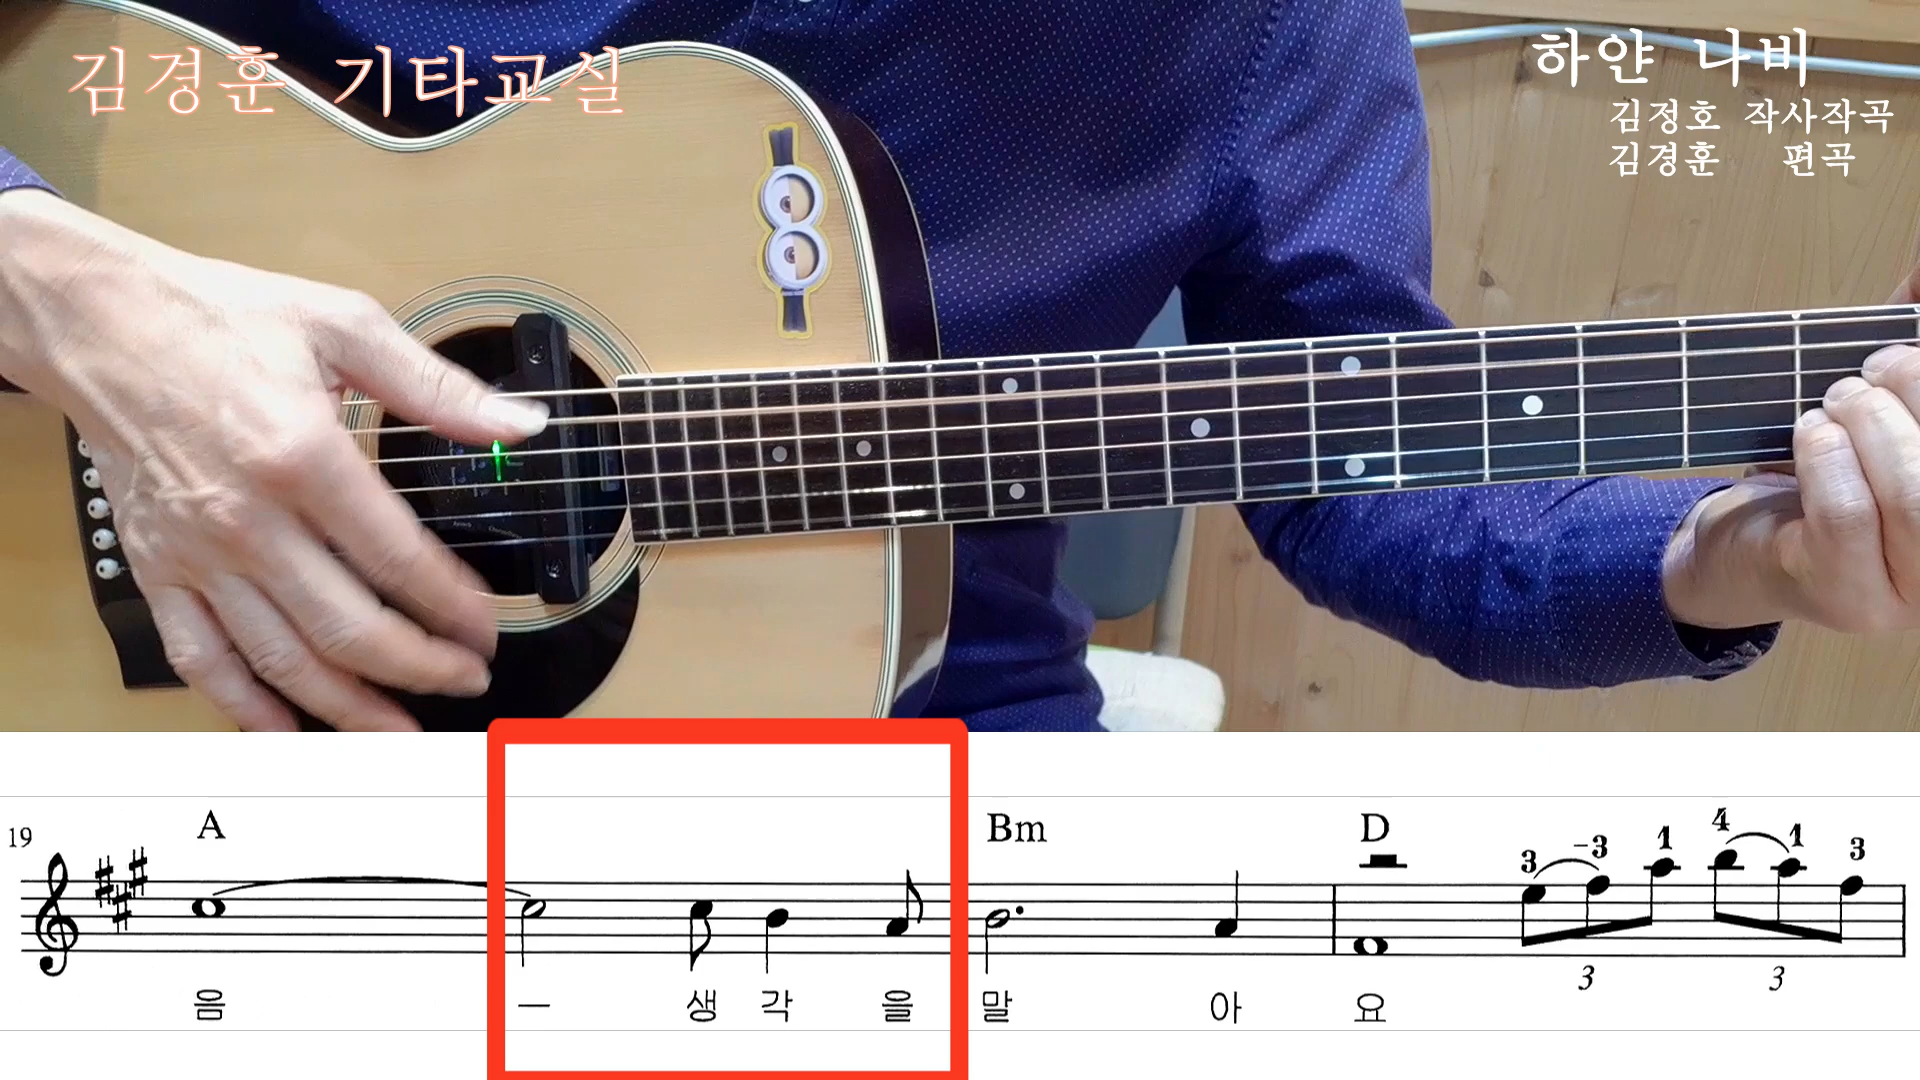 김경훈 기타교실
하얀 나비
김정호 작사작곡
김경훈 편곡
19 A Bm D
3 -3 1 4 1 3
3 3
음 — 생 각 을 말 아 요